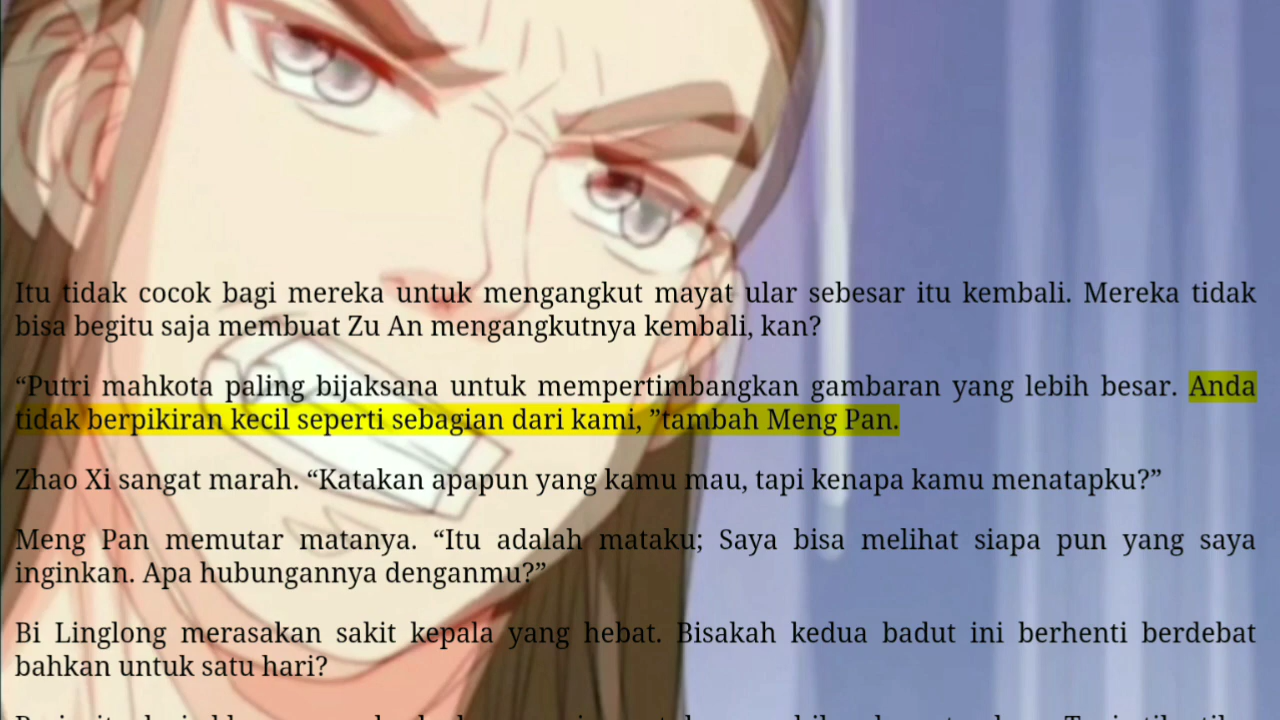 Itu tidak cocok bagi mereka untuk mengangkut mayat ular sebesar itu kembali. Mereka tidak
bisa begitu saja membuat Zu An mengangkutnya kembali, kan?
“Putri mahkota paling bijaksana untuk mempertimbangkan gambaran yang lebih besar. Anda
tidak berpikiran kecil seperti sebagian dari kami, ”tambah Meng Pan.
Zhao Xi sangat marah. “Katakan apapun yang kamu mau, tapi kenapa kamu menatapku?”
Meng Pan memutar matanya. “Itu adalah mataku; Saya bisa melihat siapa pun yang saya
inginkan. Apa hubungannya denganmu?”
Bi Linglong merasakan sakit kepala yang hebat. Bisakah kedua badut ini berhenti berdebat
bahkan untuk satu hari?